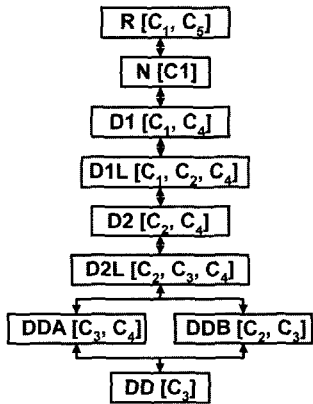 R [C₁, C₅]
N [C1]
D1 [C₁, C₄]
D1L [C₁, C₂, C₄]
D2 [C₂, C₄]
D2L [C₂, C₃, C₄]
DDA [C₃, C₄] DDB [C₂, C₃]
DD [C₃]